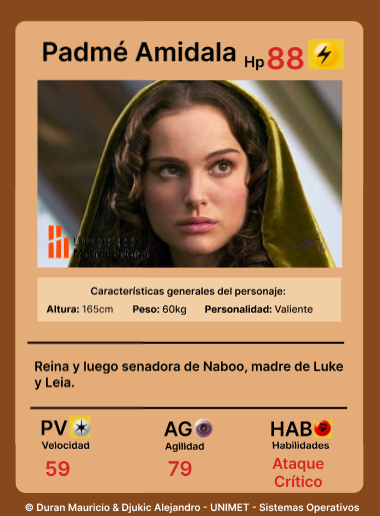 Padmé Amidala Hp 88
Características generales del personaje:
Altura: 165cm Peso: 60kg Personalidad: Valiente
Reina y luego senadora de Naboo, madre de Luke
y Leia.
PV AG HAB
Velocidad Agilidad Habilidades
59 79 Ataque
Crítico
© Duran Mauricio & Djukic Alejandro - UNIMET - Sistemas Operativos